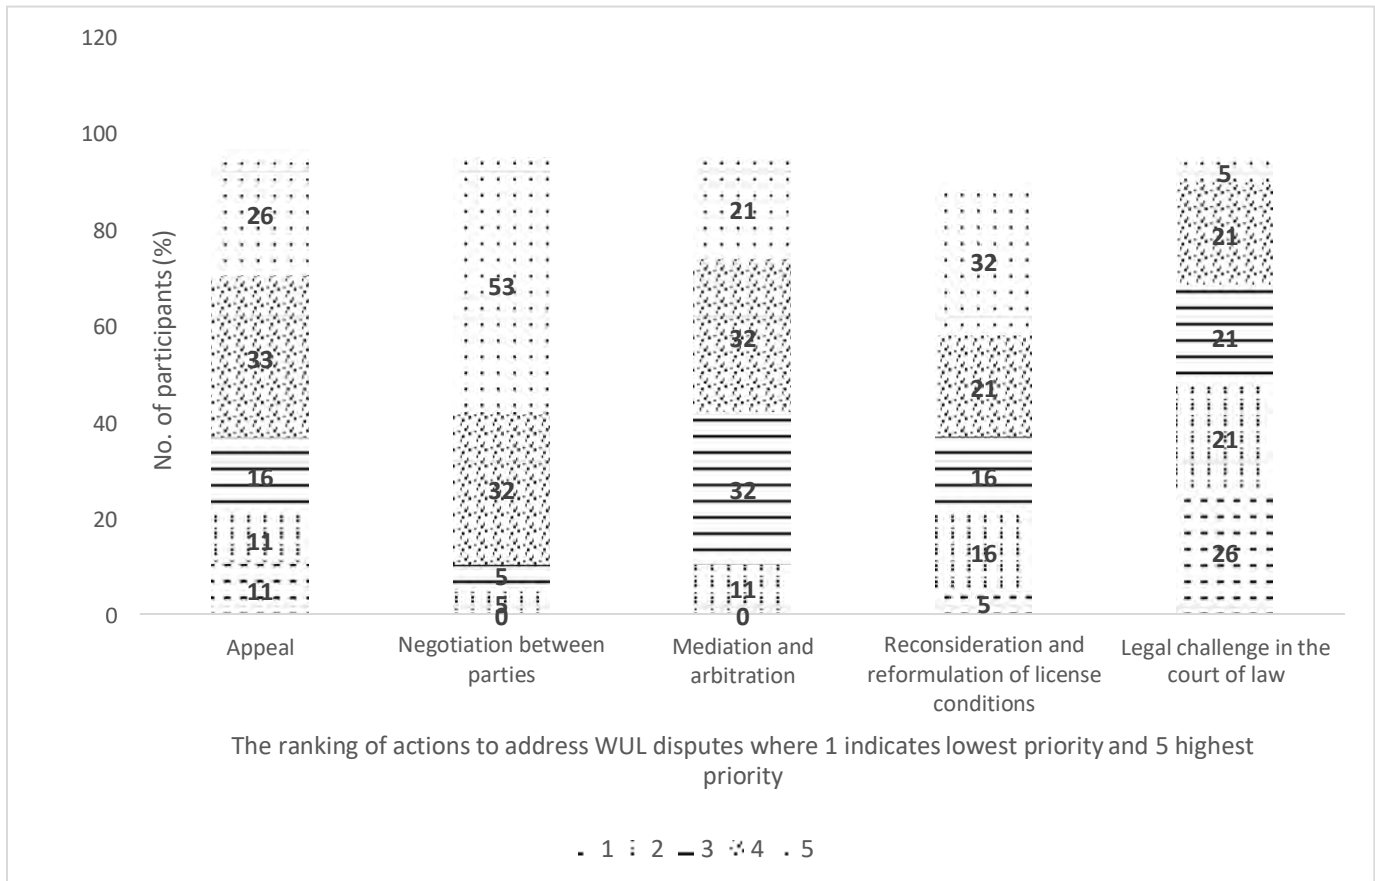 120
100
80
60
40
20
0
No. of participants (%)
26
33
16
11
11
53
32
5
5
0
21
32
32
11
0
32
21
16
16
5
5
21
21
21
26
Appeal
Negotiation between
parties
Mediation and
arbitration
Reconsideration and
reformulation of license
conditions
Legal challenge in the
court of law
The ranking of actions to address WUL disputes where 1 indicates lowest priority and 5 highest
priority
1 2 3 4 5